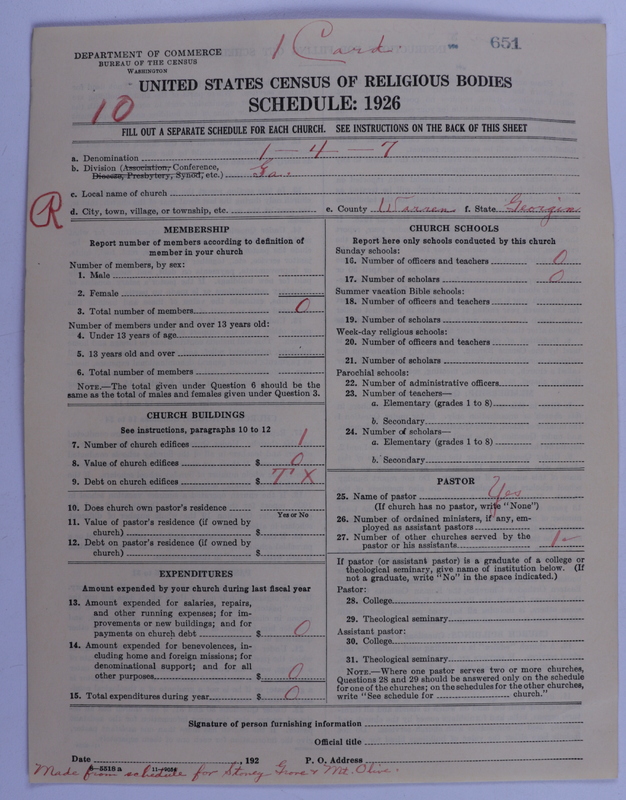 1 Card.
651
DEPARTMENT OF COMMERCE
BUREAU OF THE CENSUS
WASHINGTON
UNITED STATES CENSUS OF RELIGIOUS BODIES
10
SCHEDULE: 1926
FILL OUT A SEPARATE SCHEDULE FOR EACH CHURCH. SEE INSTRUCTIONS ON THE BACK OF THIS SHEET
a. Denomination 1-4-7
b. Division (Association, Conference, Diocese, Presbytery, Synod, etc.) Ga.
c. Local name of church
R
d. City, town, village, or township, etc. e. County Warren f. State Georgia
MEMBERSHIP
Report number of members according to definition of
member in your church
Number of members, by sex:
1. Male
2. Female
3. Total number of members 0
Number of members under and over 13 years old:
4. Under 13 years of age
5. 13 years old and over
6. Total number of members
NOTE.—The total given under Question 6 should be the
same as the total of males and females given under Question 3.
CHURCH BUILDINGS
See instructions, paragraphs 10 to 12
7. Number of church edifices 1
8. Value of church edifices $ 0
9. Debt on church edifices $ T X
10. Does church own pastor's residence
Yes or No
11. Value of pastor's residence (if owned by
church) $
12. Debt on pastor's residence (if owned by
church) $
EXPENDITURES
Amount expended by your church during last fiscal year
13. Amount expended for salaries, repairs,
and other running expenses; for im-
provements or new buildings; and for
payments on church debt $ 0
14. Amount expended for benevolences, in-
cluding home and foreign missions; for
denominational support; and for all
other purposes $ 0
15. Total expenditures during year $ 0
CHURCH SCHOOLS
Report here only schools conducted by this church
Sunday schools:
16. Number of officers and teachers 0
17. Number of scholars 0
Summer vacation Bible schools:
18. Number of officers and teachers
19. Number of scholars
Week-day religious schools:
20. Number of officers and teachers
21. Number of scholars
Parochial schools:
22. Number of administrative officers
23. Number of teachers—
a. Elementary (grades 1 to 8)
b. Secondary
24. Number of scholars—
a. Elementary (grades 1 to 8)
b. Secondary
PASTOR
25. Name of pastor Yes
(If church has no pastor, write "None")
26. Number of ordained ministers, if any, em-
ployed as assistant pastors
27. Number of other churches served by the
pastor or his assistants 1
If pastor (or assistant pastor) is a graduate of a college or
theological seminary, give name of institution below. (If
not a graduate, write "No" in the space indicated.)
Pastor:
28. College
29. Theological seminary
Assistant pastor:
30. College
31. Theological seminary
NOTE.—Where one pastor serves two or more churches,
Questions 28 and 29 should be answered only on the schedule
for one of the churches; on the schedules for the other churches,
write "See schedule for church."
Signature of person furnishing information
Official title
Date , 192 P. O. Address
8-5518a
Made from schedule for Stoney Grove & Mt. Olive.